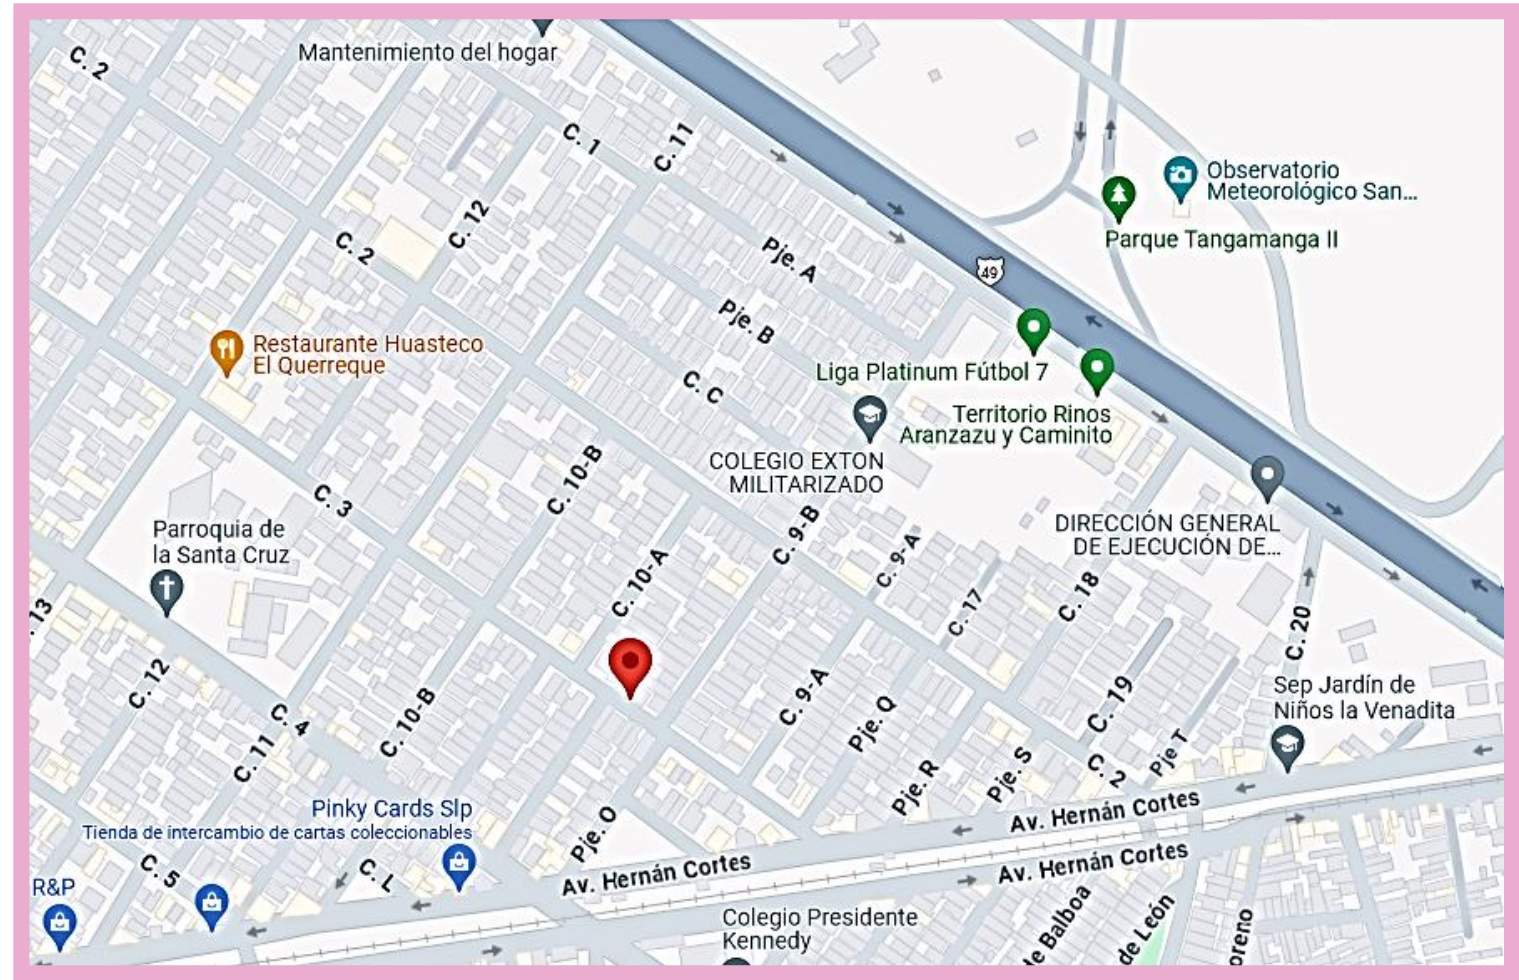 Mantenimiento del hogar
C. 2
C. 1
C. 11
Observatorio
Meteorológico San...
C. 12
Parque Tangamanga II
C. 2
Pje. A
49
Pje. B
Restaurante Huasteco
El Querreque
Liga Platinum Fútbol 7
C. C
Territorio Rinos
Aranzazu y Caminito
COLEGIO EXTON
MILITARIZADO
C. 10-B
C. 3
Parroquia de
la Santa Cruz
C. 9-B
DIRECCIÓN GENERAL
DE EJECUCIÓN DE...
C. 9-A
C. 10-A
C. 18
C. 17
. 13
C. 20
C. 12
C. 9-A
Sep Jardín de
Niños la Venadita
C. 19
C. 4
C. 10-B
Pje. Q
Pje T
C. 11
C. 2
Pje. S
Pje. R
Pinky Cards Slp
Tienda de intercambio de cartas coleccionables
Pje. O
Av. Hernán Cortes
Av. Hernán Cortes
Av. Hernán Cortes
C. 5
C. L
R&P
Colegio Presidente
Kennedy
de Balboa
de León
oreno